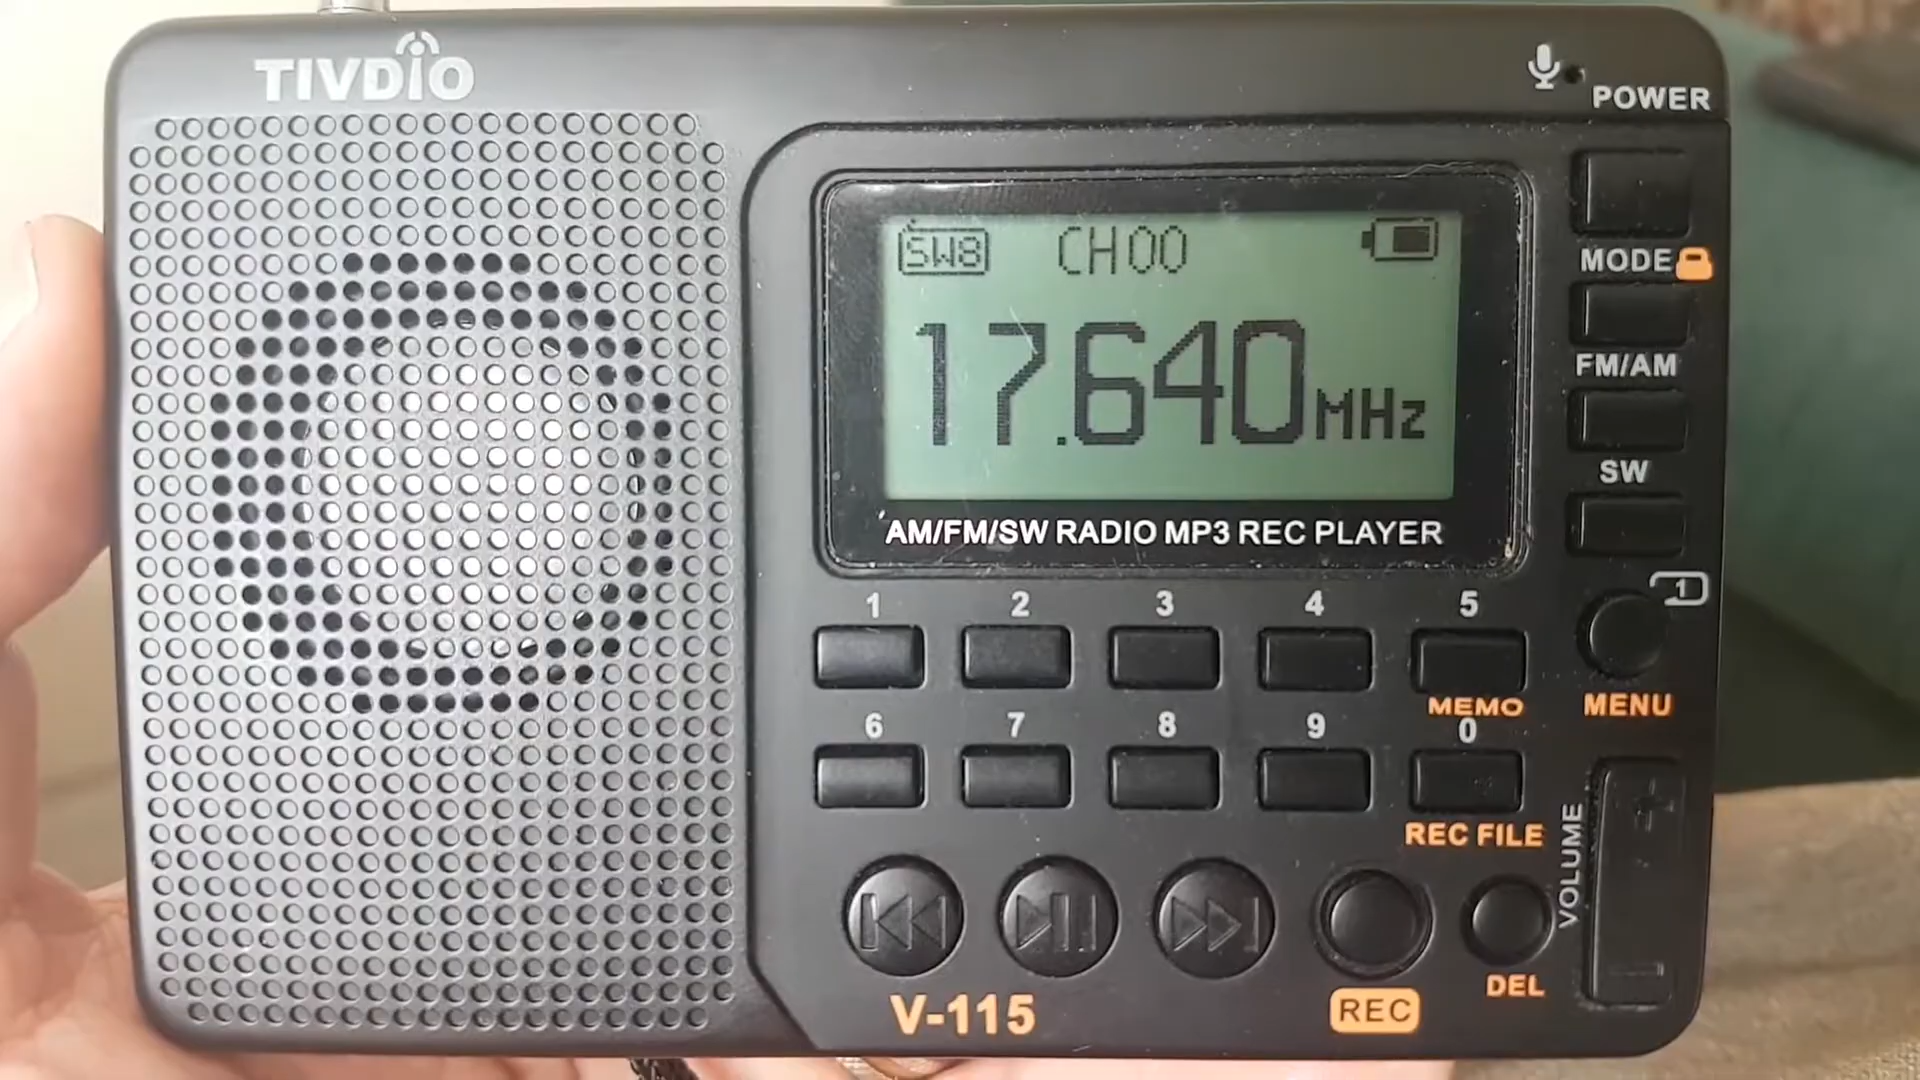 TIVDIO
POWER
SW8 CH00
17.640MHz
AM/FM/SW RADIO MP3 REC PLAYER
MODE
FM/AM
SW
1
MENU
1 2 3 4 5
MEMO
6 7 8 9 0
REC FILE
VOLUME
+
−
DEL
REC
V-115